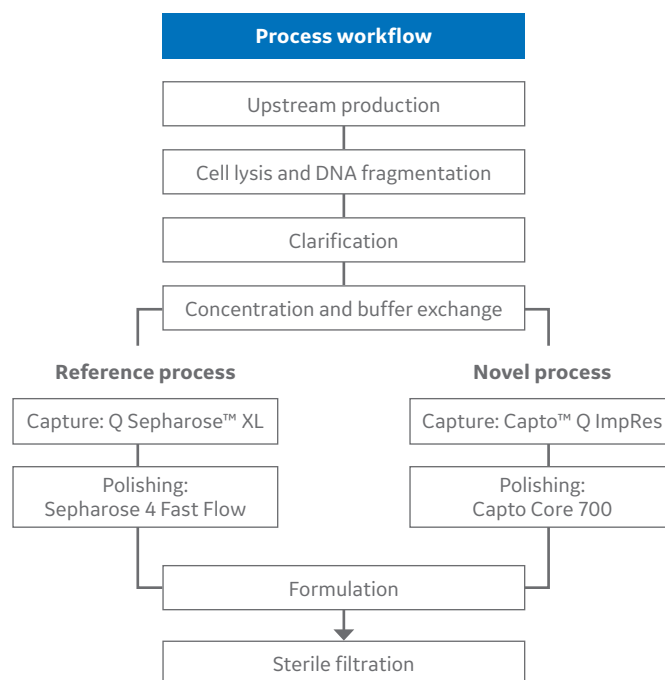 Process workflow
Upstream production
Cell lysis and DNA fragmentation
Clarification
Concentration and buffer exchange
Reference process
Capture: Q Sepharose™ XL
Polishing:
Sepharose 4 Fast Flow
Novel process
Capture: Capto™ Q ImpRes
Polishing:
Capto Core 700
Formulation
Sterile filtration